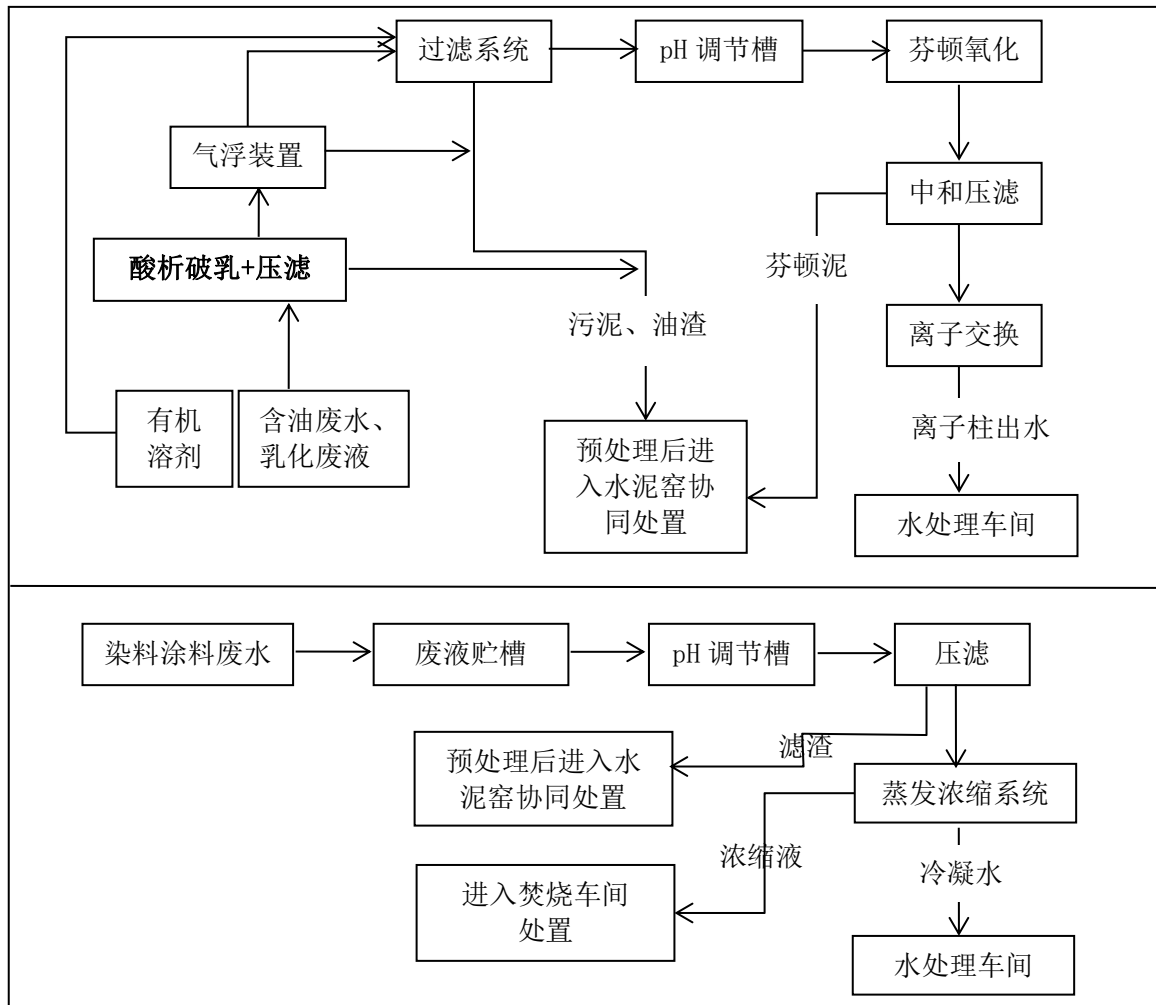 过滤系统
pH 调节槽
芬顿氧化
气浮装置
中和压滤
酸析破乳+压滤
芬顿泥
污泥、油渣
离子交换
有机
溶剂
含油废水、
乳化废液
离子柱出水
预处理后进
入水泥窑协
同处置
水处理车间
染料涂料废水
废液贮槽
pH 调节槽
压滤
滤渣
预处理后进入水
泥窑协同处置
蒸发浓缩系统
浓缩液
冷凝水
进入焚烧车间
处置
水处理车间